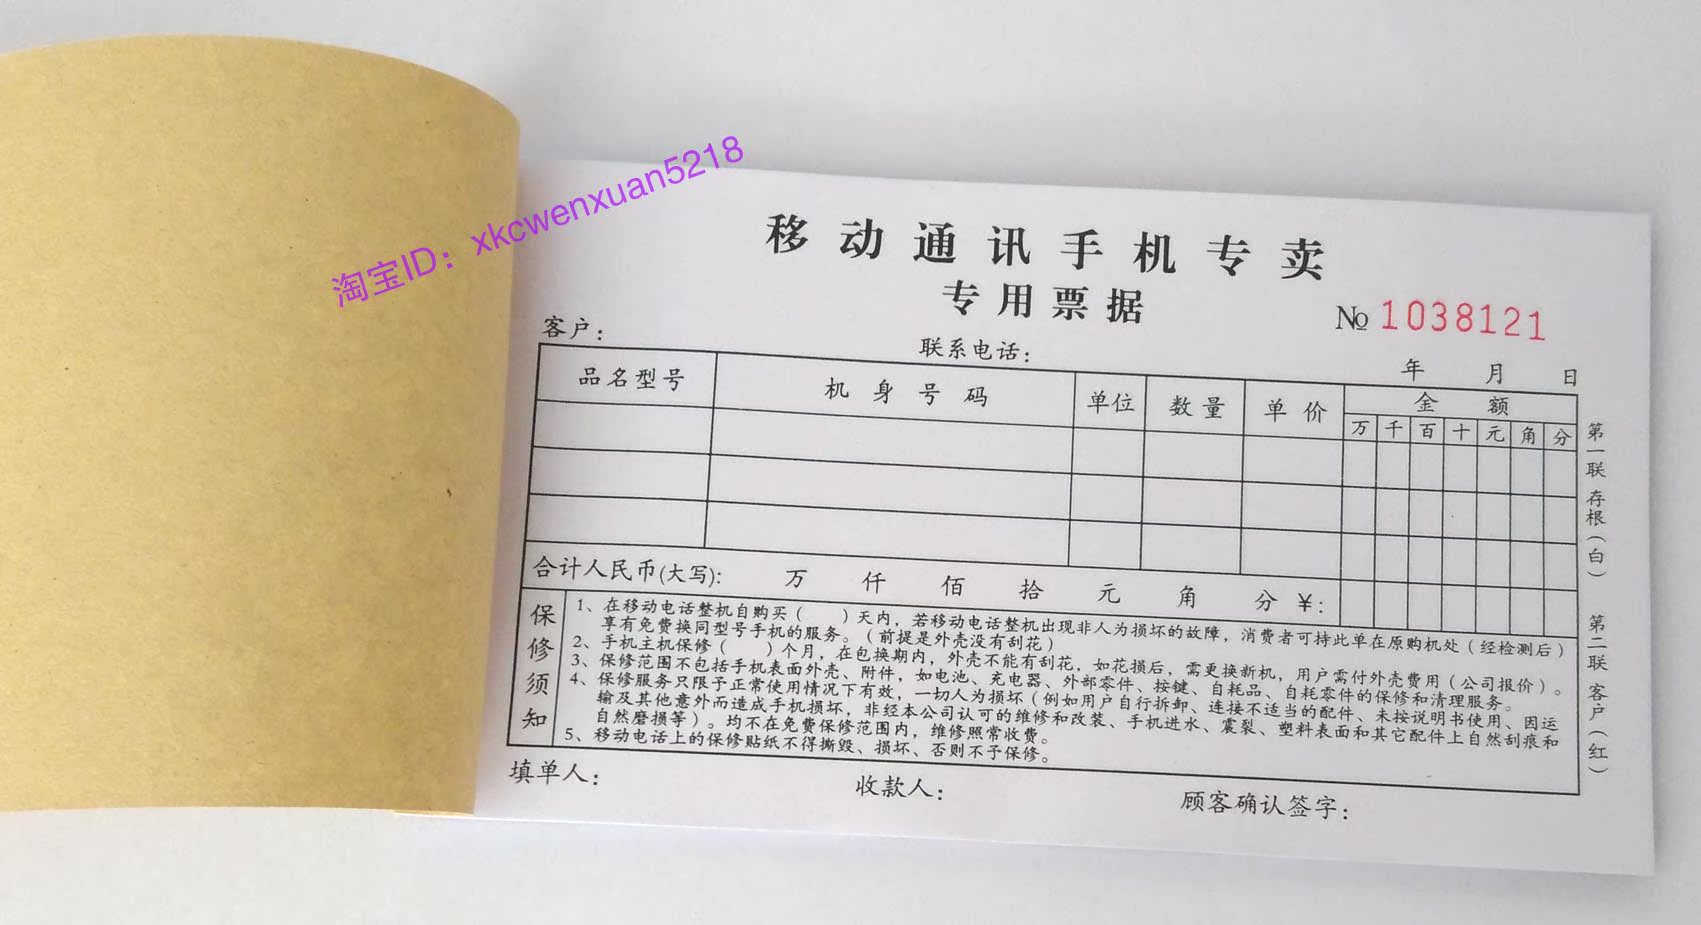 淘宝ID：xkcwenxuan5218
移动通讯手机专卖
专用票据
№ 1038121
客户：
联系电话：
年 月 日
品名型号 机身号码 单位 数量 单价 金额
万 千 百 十 元 角 分
合计人民币(大写)： 万 仟 佰 拾 元 角 分 ¥：
保修须知
1、在移动电话整机自购买（ ）天内，若移动电话整机出现非人为损坏的故障，消费者可持此单在原购机处（经检测后）
享有免费换同型号手机的服务。（前提是外壳没有刮花）
2、手机主机保修（ ）个月，在包换期内，外壳不能有刮花，如花损后，需更换新机，用户需付外壳费用（公司报价）。
3、保修范围不包括手机表面外壳、附件，如电池、充电器、外部零件、按键、自耗品、自耗零件的保修和清理服务。
4、保修服务只限于正常使用情况下有效，一切人为损坏（例如用户自行拆卸、连接不适当的配件、未按说明书使用、因运
输及其他意外而造成手机损坏，非经本公司认可的维修和改装、手机进水、震裂、塑料表面和其它配件上自然刮痕和
自然磨损等）。均不在免费保修范围内，维修照常收费。
5、移动电话上的保修贴纸不得撕毁、损坏、否则不予保修。
填单人：
收款人：
顾客确认签字：
第一联 存根（白）
第二联 客户（红）